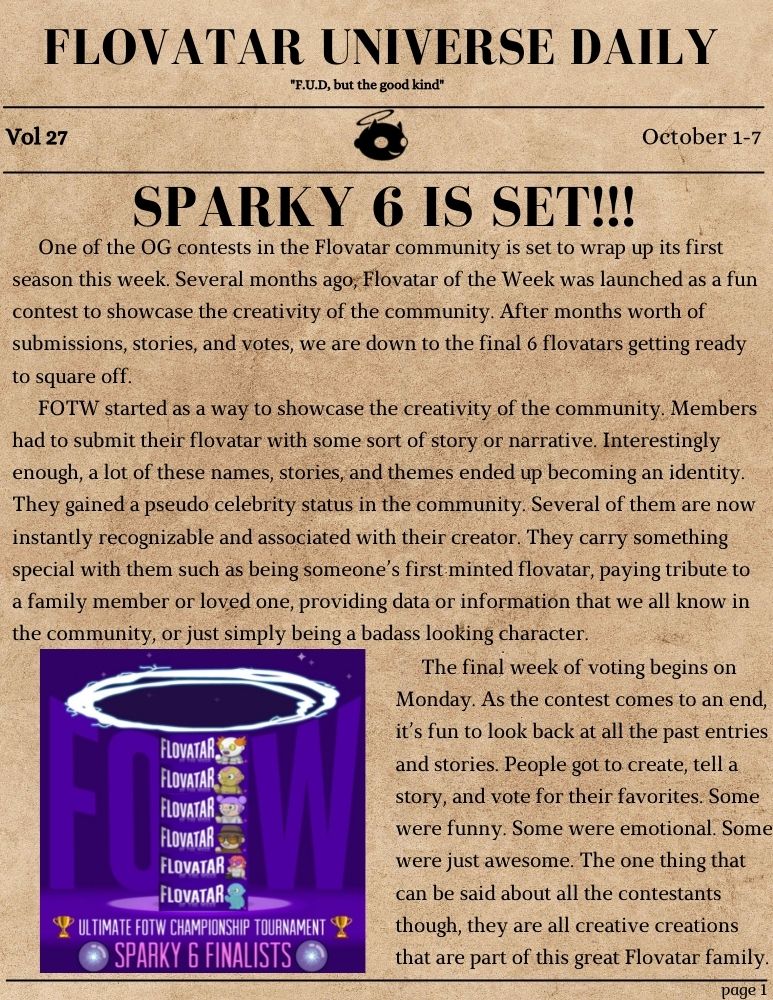 FLOVATAR UNIVERSE DAILY
"F.U.D, but the good kind"
Vol 27
October 1-7
SPARKY 6 IS SET!!!
One of the OG contests in the Flovatar community is set to wrap up its first
season this week. Several months ago, Flovatar of the Week was launched as a fun
contest to showcase the creativity of the community. After months worth of
submissions, stories, and votes, we are down to the final 6 flovatars getting ready
to square off.
FOTW started as a way to showcase the creativity of the community. Members
had to submit their flovatar with some sort of story or narrative. Interestingly
enough, a lot of these names, stories, and themes ended up becoming an identity.
They gained a pseudo celebrity status in the community. Several of them are now
instantly recognizable and associated with their creator. They carry something
special with them such as being someone's first minted flovatar, paying tribute to
a family member or loved one, providing data or information that we all know in
the community, or just simply being a badass looking character.
FOTW
FLOVATAR
FLOVATAR
FLOVATAR
FLOVATAR
FLOVATAR
FLOVATAR
ULTIMATE FOTW CHAMPIONSHIP TOURNAMENT
SPARKY 6 FINALISTS
The final week of voting begins on
Monday. As the contest comes to an end,
it's fun to look back at all the past entries
and stories. People got to create, tell a
story, and vote for their favorites. Some
were funny. Some were emotional. Some
were just awesome. The one thing that
can be said about all the contestants
though, they are all creative creations
that are part of this great Flovatar family.
page 1